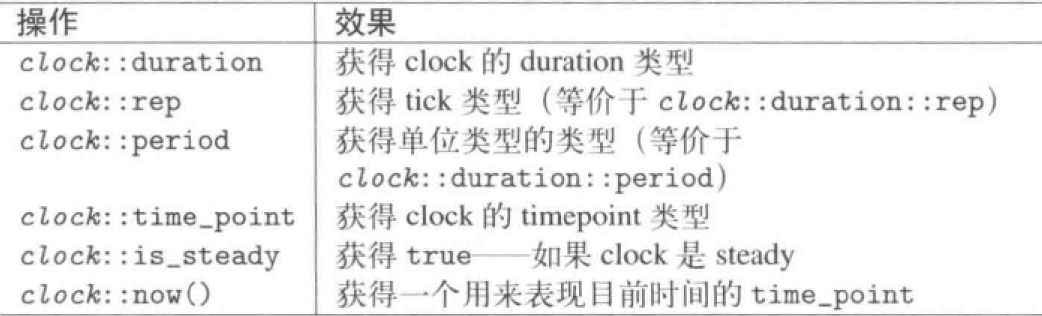 操作 效果
clock::duration 获得 clock 的 duration 类型
clock::rep 获得 tick 类型（等价于 clock::duration::rep）
clock::period 获得单位类型的类型（等价于
clock::duration::period）
clock::time_point 获得 clock 的 timepoint 类型
clock::is_steady 获得 true——如果 clock 是 steady
clock::now() 获得一个用来表现目前时间的 time_point